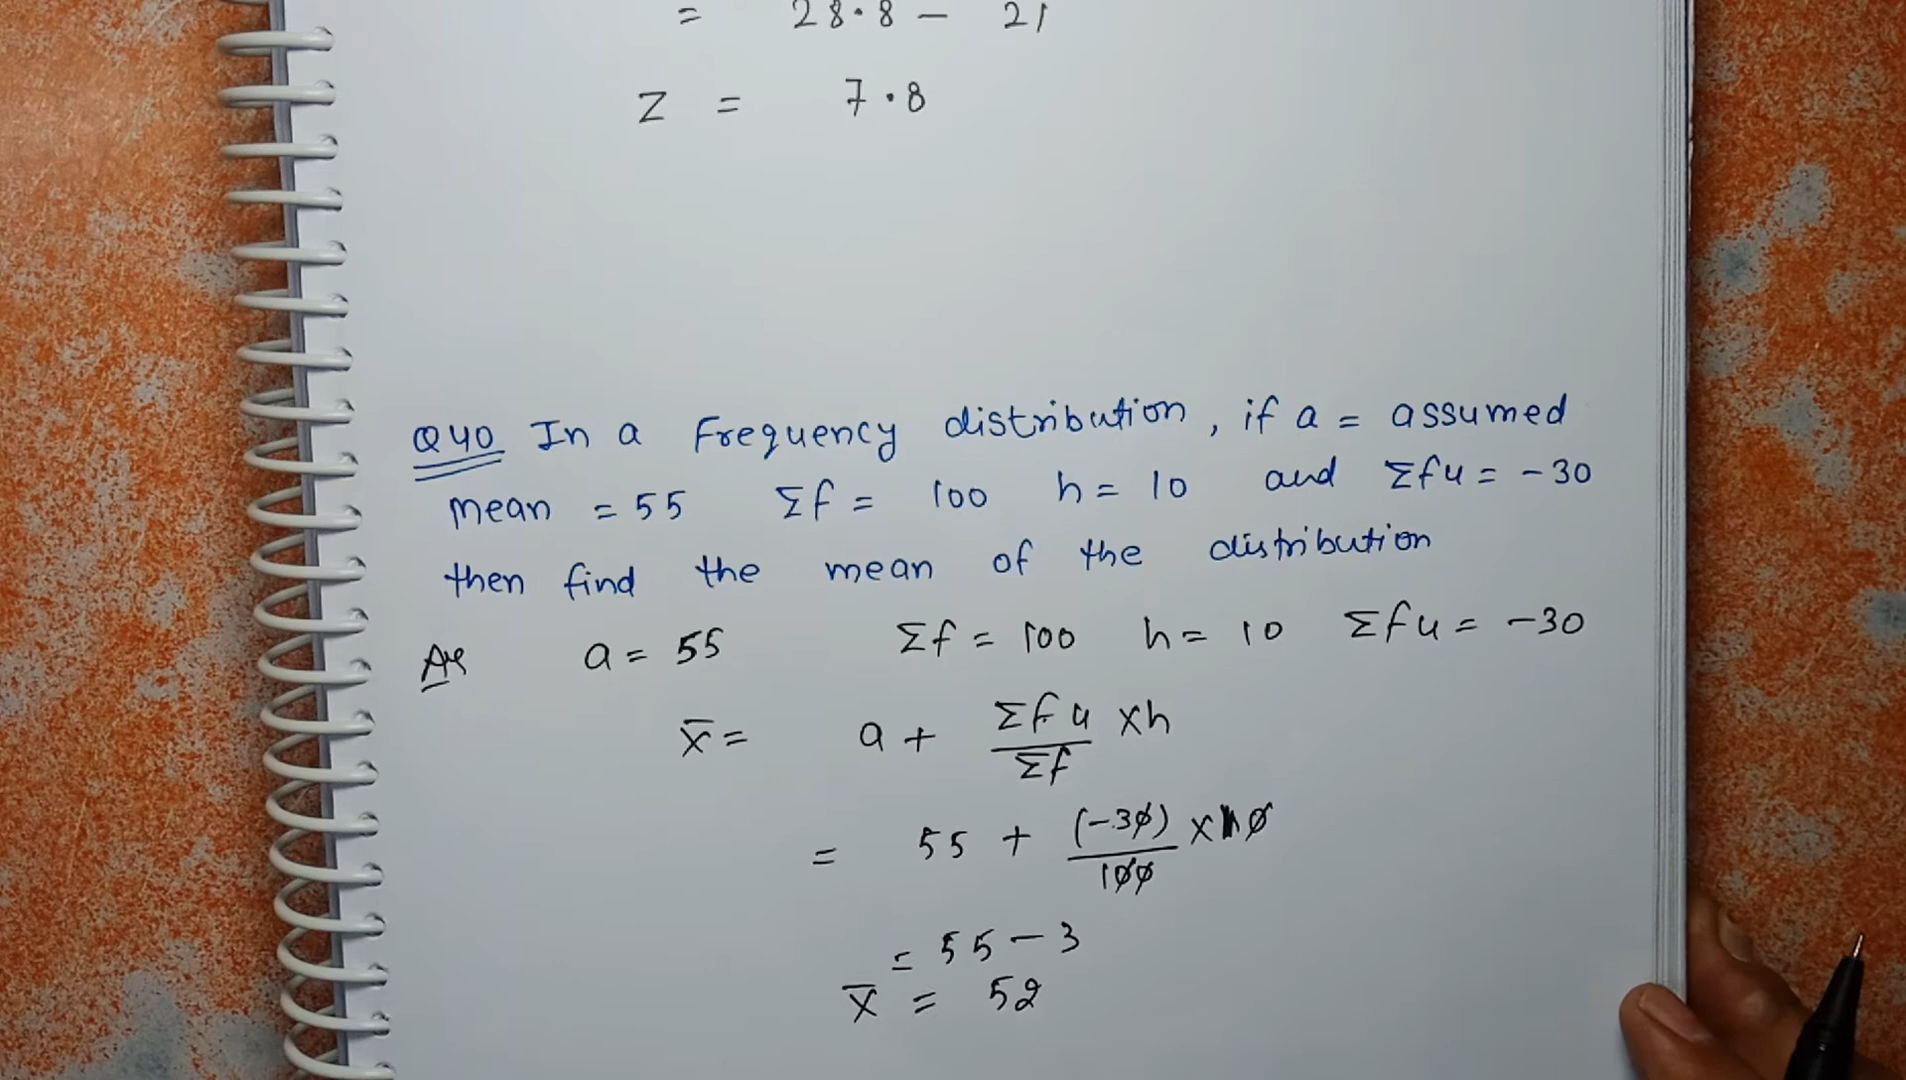 = 28.8 - 21
Z = 7.8
Q40 In a Frequency distribution, if a = assumed
mean = 55 Σf = 100 h = 10 and Σfu = -30
then find the mean of the distribution
Ans a = 55 Σf = 100 h = 10 Σfu = -30
x̄ = a + Σfu/Σf × h
= 55 + (-30)/100 × 10
= 55 - 3
x̄ = 52